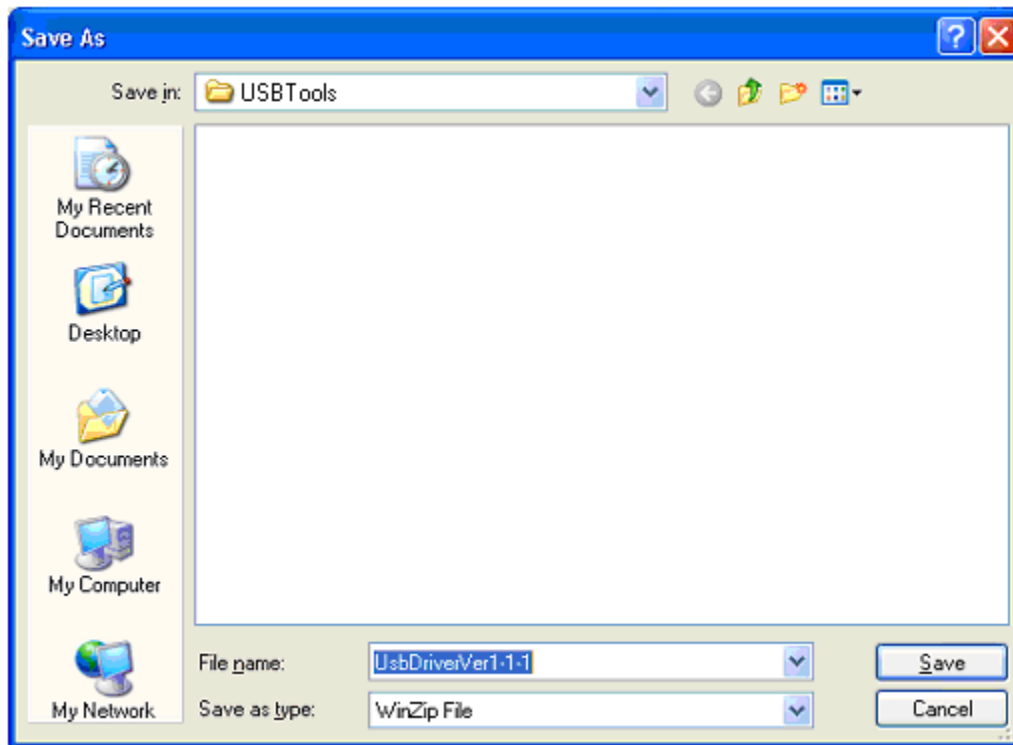 Save As
Save in:
USBTools
My Recent
Documents
Desktop
My Documents
My Computer
My Network
File name:
UsbDriverVer1-1-1
Save
Save as type:
WinZip File
Cancel